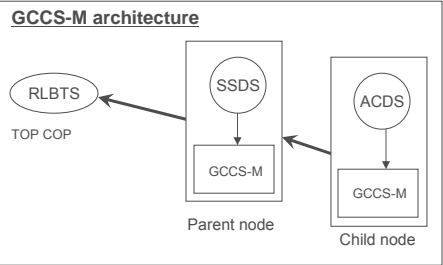 GCCS-M architecture
RLBTS
TOP COP
SSDS
GCCS-M
Parent node
ACDS
GCCS-M
Child node